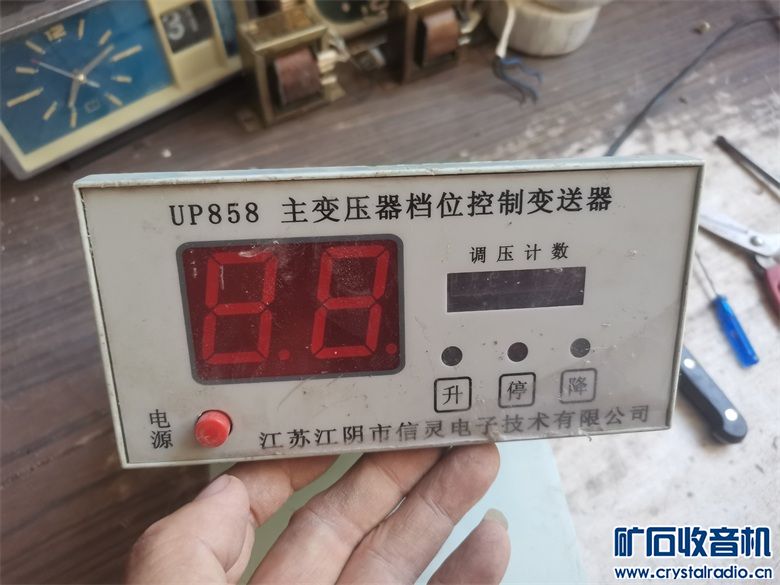 UP858 主变压器档位控制变送器
调压计数
8.8.
升 停 降
电源
江苏江阴市信灵电子技术有限公司
矿石收音机
www.crystalradio.cn